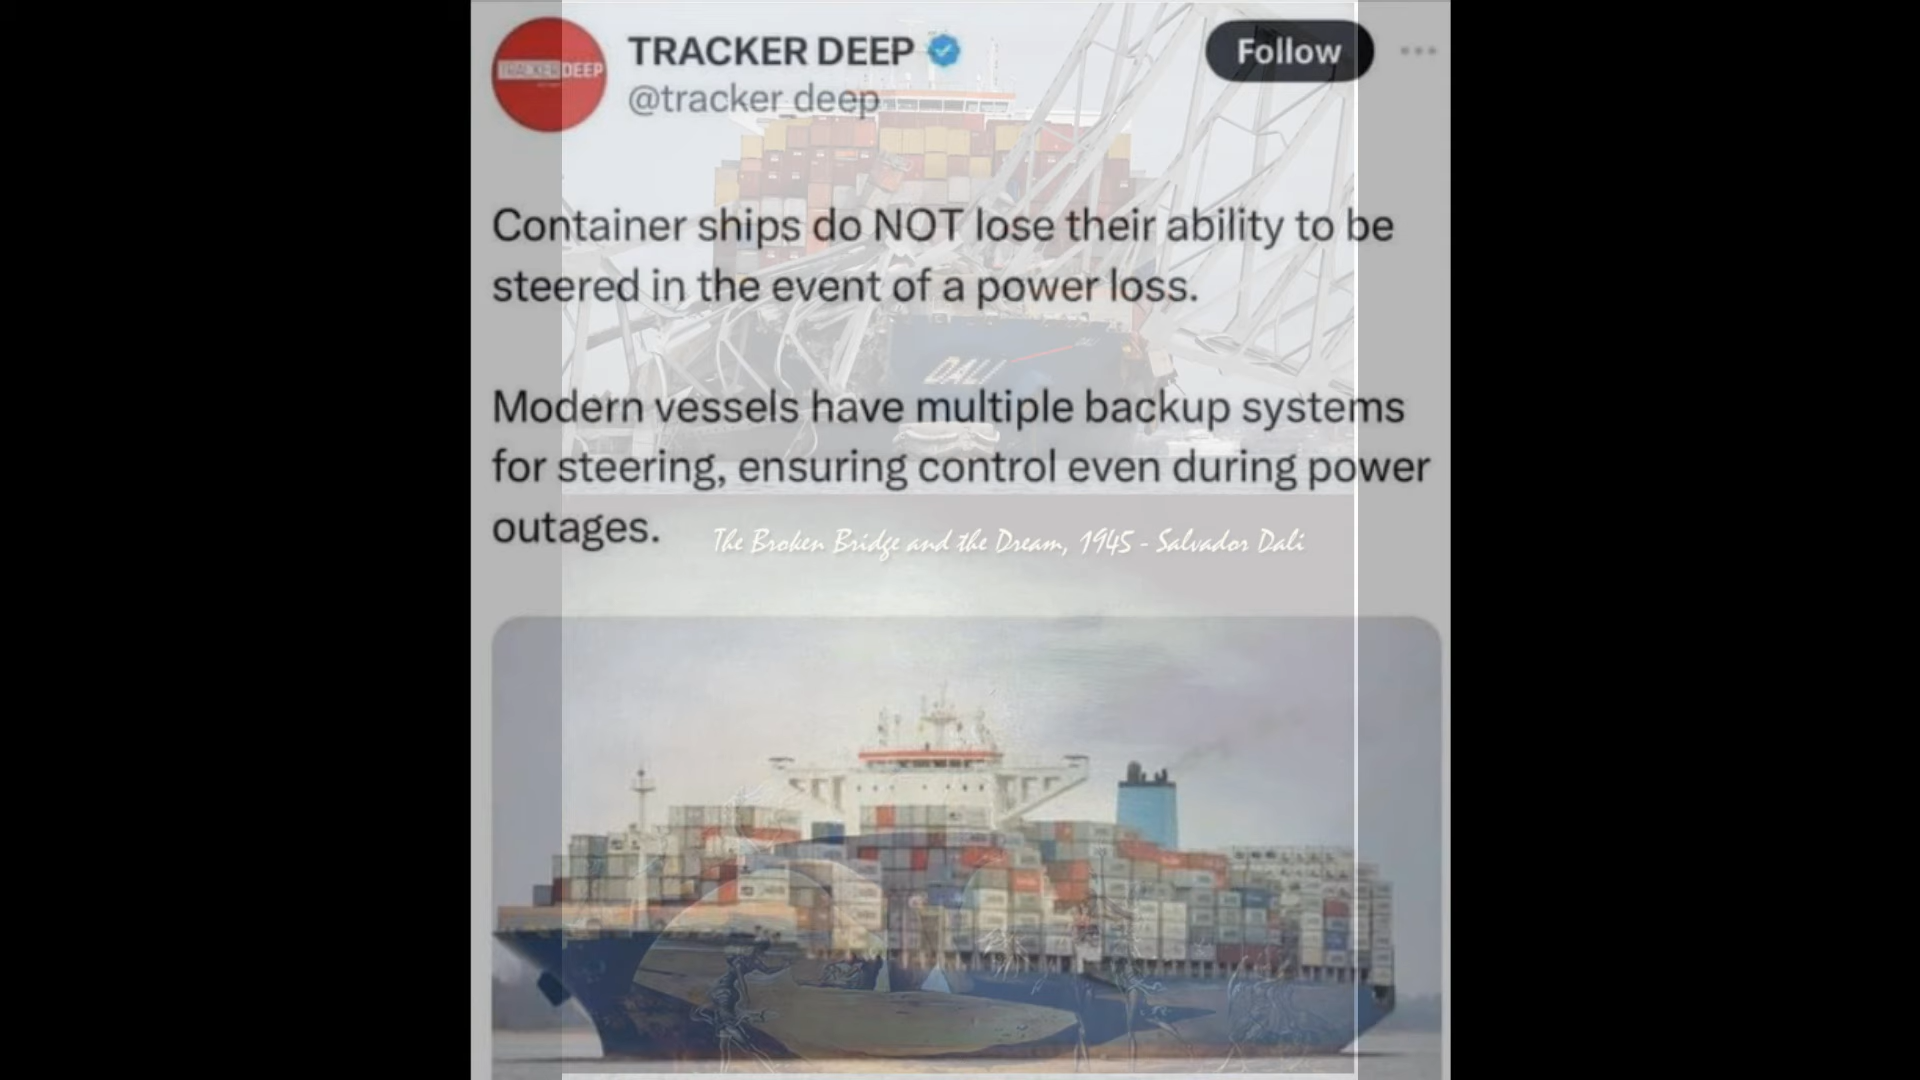 TRACKER DEEP
TRACKER DEEP
@tracker_deep
Follow
Container ships do NOT lose their ability to be
steered in the event of a power loss.
DALI
Modern vessels have multiple backup systems
for steering, ensuring control even during power
outages.
The Broken Bridge and the Dream, 1945 - Salvador Dali